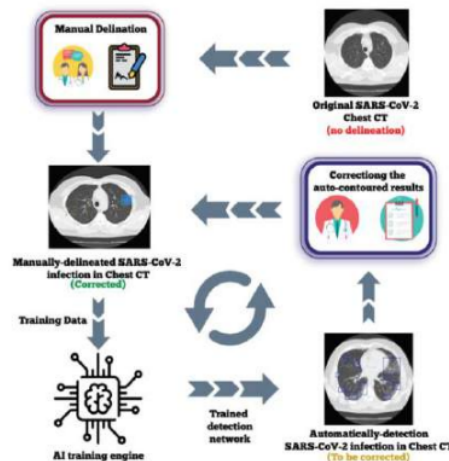 Manual Delination
Original SARS-CoV-2
Chest CT
(no delineation)
Correctiong the
auto-contoured results
Manually-delineated SARS-CoV-2
infection in Chest CT
(Corrected)
Training Data
Trained
detection
network
AI training engine
Automatically-detection
SARS-CoV-2 infection in Chest CT
(To be corrected)